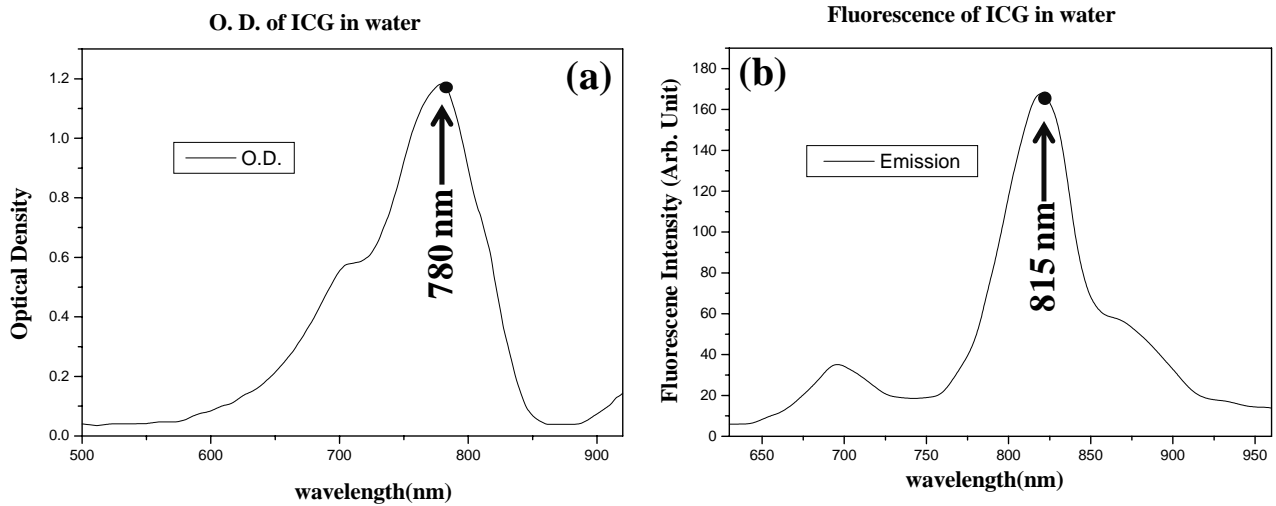 O. D. of ICG in water
(a)
1.2
1.0
0.8
0.6
0.4
0.2
0.0
Optical Density
O.D.
780 nm
500 600 700 800 900
wavelength(nm)
Fluorescence of ICG in water
(b)
180
160
140
120
100
80
60
40
20
0
Fluorescene Intensity (Arb. Unit)
Emission
815 nm
650 700 750 800 850 900 950
wavelength(nm)